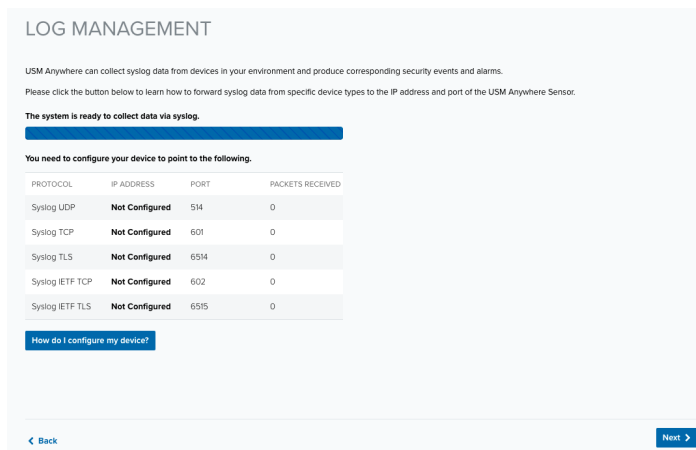 LOG MANAGEMENT
USM Anywhere can collect syslog data from devices in your environment and produce corresponding security events and alarms.
Please click the button below to learn how to forward syslog data from specific device types to the IP address and port of the USM Anywhere Sensor.
The system is ready to collect data via syslog.
You need to configure your device to point to the following.
PROTOCOL IP ADDRESS PORT PACKETS RECEIVED
Syslog UDP Not Configured 514 0
Syslog TCP Not Configured 601 0
Syslog TLS Not Configured 6514 0
Syslog IETF TCP Not Configured 602 0
Syslog IETF TLS Not Configured 6515 0
How do I configure my device?
Back Next